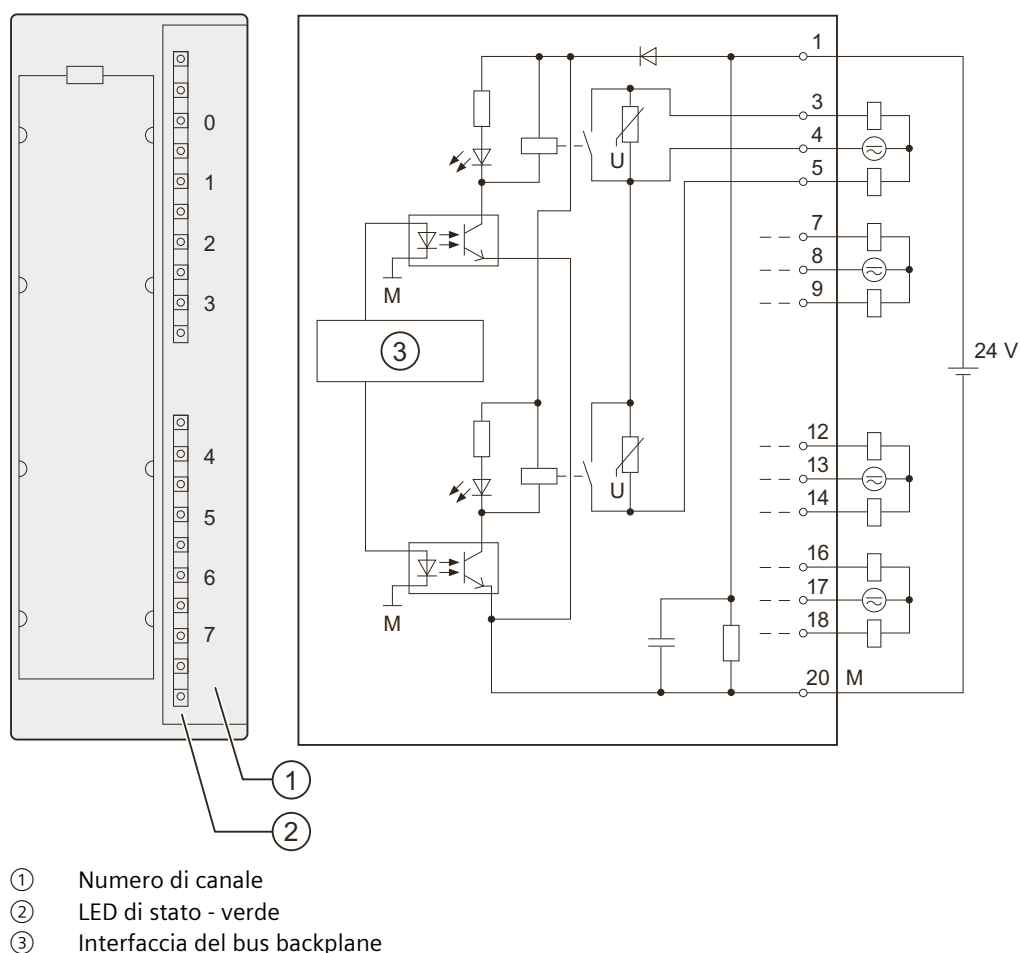 0
1
2
3
4
5
6
7
1
3
4
5
7
8
9
12
13
14
16
17
18
20 M
24 V
U
U
M
M
③
①
②
① Numero di canale
② LED di stato - verde
③ Interfaccia del bus backplane